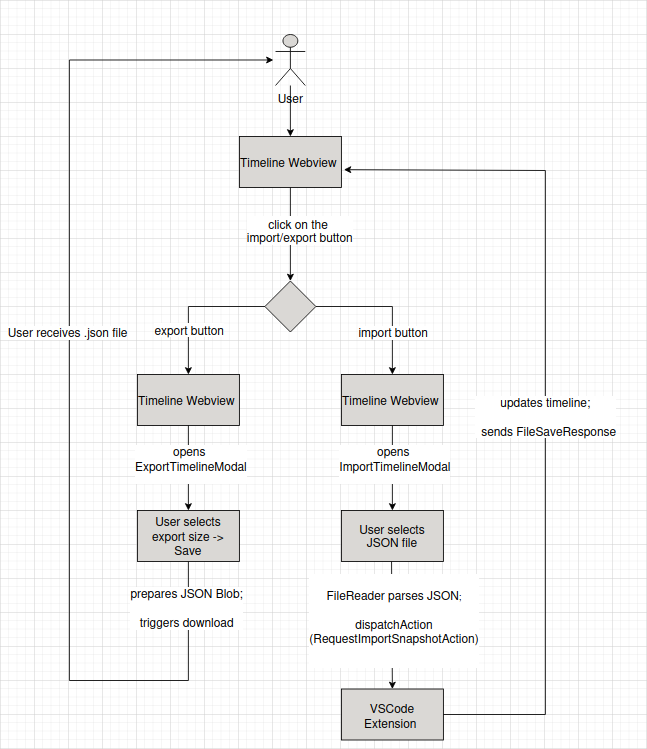 User
Timeline Webview
click on the
import/export button
User receives .json file
export button
import button
Timeline Webview
Timeline Webview
updates timeline;
sends FileSaveResponse
opens
ExportTimelineModal
opens
ImportTimelineModal
User selects
export size ->
Save
User selects
JSON file
prepares JSON Blob;
triggers download
FileReader parses JSON;
dispatchAction
(RequestImportSnapshotAction)
VSCode
Extension